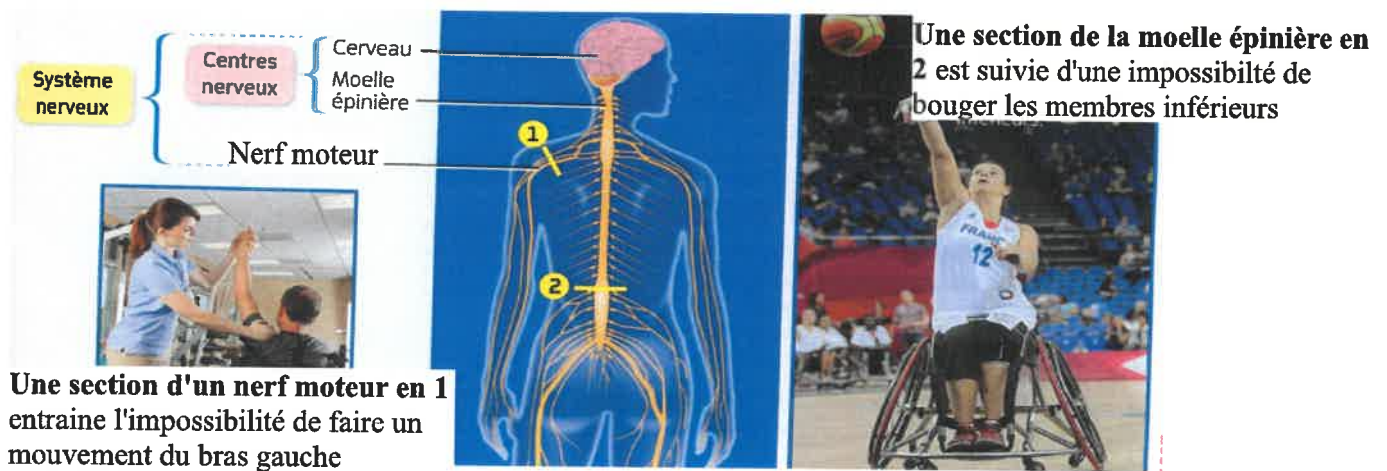 Système
nerveux
Centres
nerveux
Cerveau
Moelle
épinière
Nerf moteur
1
2
Une section d'un nerf moteur en 1
entraine l'impossibilité de faire un
mouvement du bras gauche
Une section de la moelle épinière en
2 est suivie d'une impossibilté de
bouger les membres inférieurs
FRANC
12